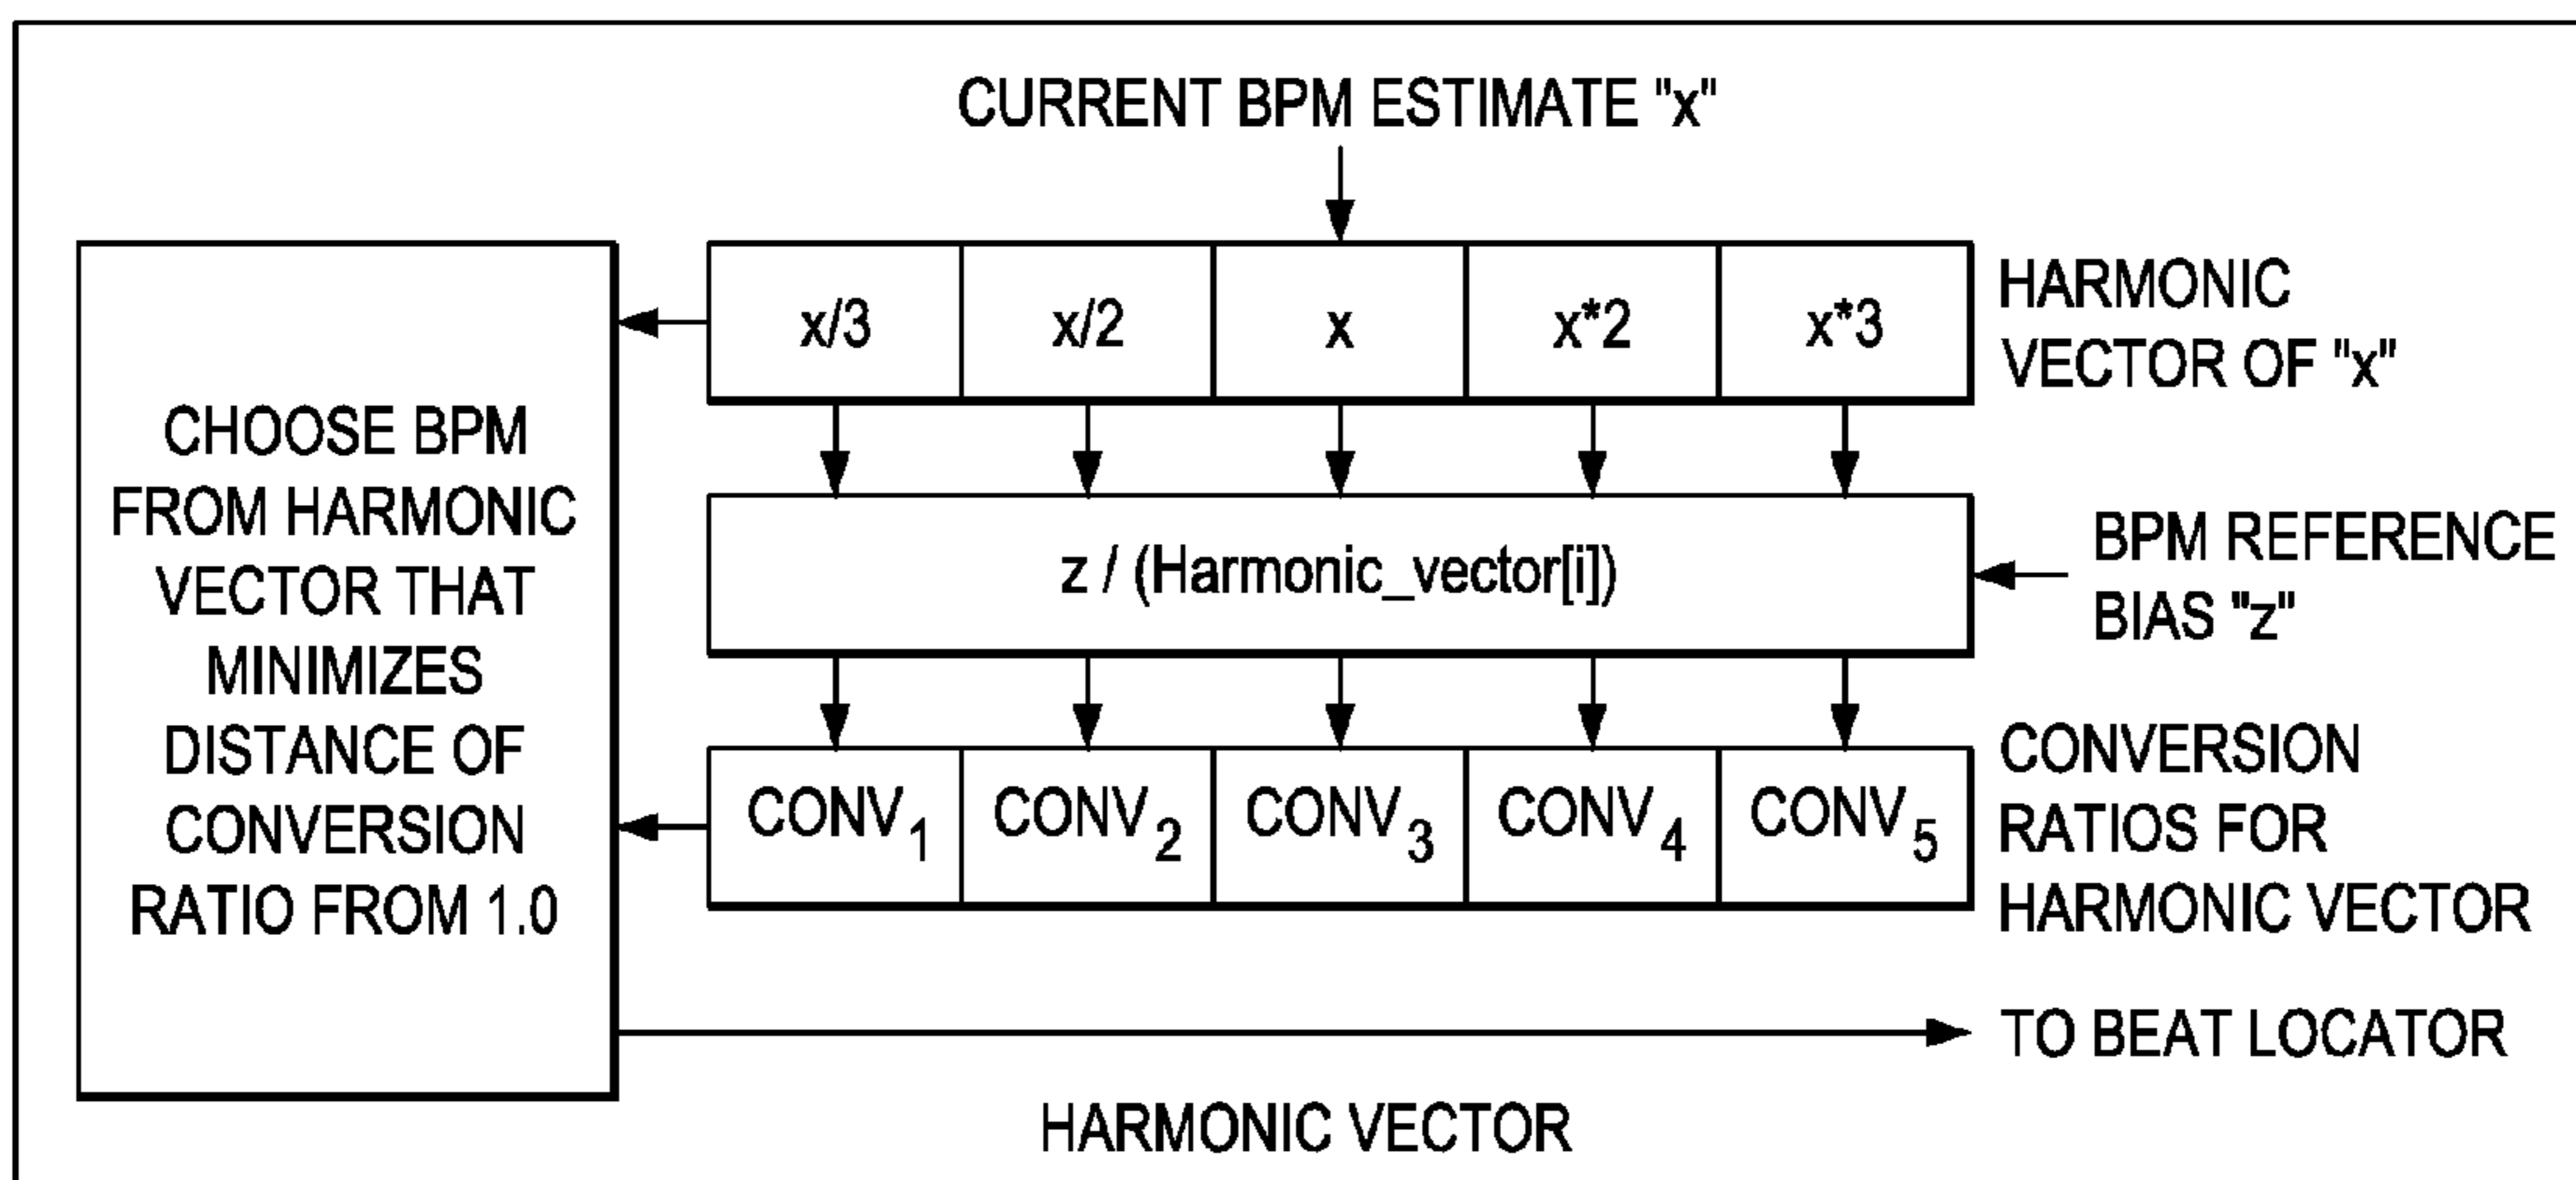 CURRENT BPM ESTIMATE "x"
x/3
x/2
x
x*2
x*3
HARMONIC
VECTOR OF "x"
CHOOSE BPM
FROM HARMONIC
VECTOR THAT
MINIMIZES
DISTANCE OF
CONVERSION
RATIO FROM 1.0
z / (Harmonic_vector[i])
BPM REFERENCE
BIAS "z"
CONV1
CONV2
CONV3
CONV4
CONV5
CONVERSION
RATIOS FOR
HARMONIC VECTOR
TO BEAT LOCATOR
HARMONIC VECTOR